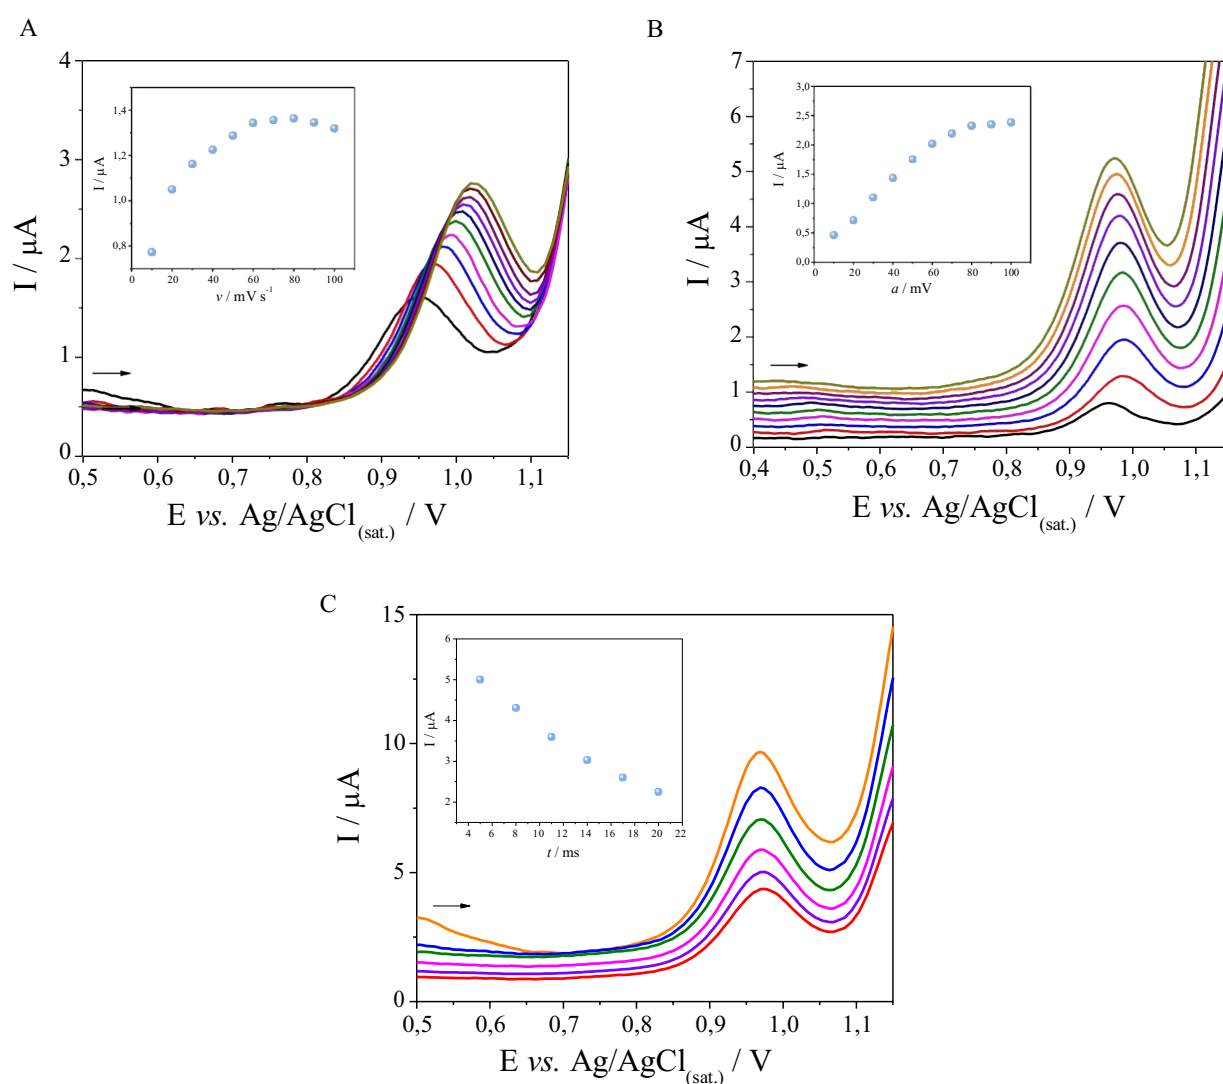 A
4
3
2
1
0
I / μA
1,4
1,2
1,0
0,8
I / μA
0 20 40 60 80 100
v / mV s⁻¹
0,5 0,6 0,7 0,8 0,9 1,0 1,1
E vs. Ag/AgCl(sat.) / V
B
7
6
5
4
3
2
1
0
I / μA
3,0
2,5
2,0
1,5
1,0
0,5
0,0
I / μA
0 20 40 60 80 100
a / mV
0,4 0,5 0,6 0,7 0,8 0,9 1,0 1,1
E vs. Ag/AgCl(sat.) / V
C
15
10
5
0
I / μA
6
5
4
3
2
I / μA
4 6 8 10 12 14 16 18 20 22
t / ms
0,5 0,6 0,7 0,8 0,9 1,0 1,1
E vs. Ag/AgCl(sat.) / V